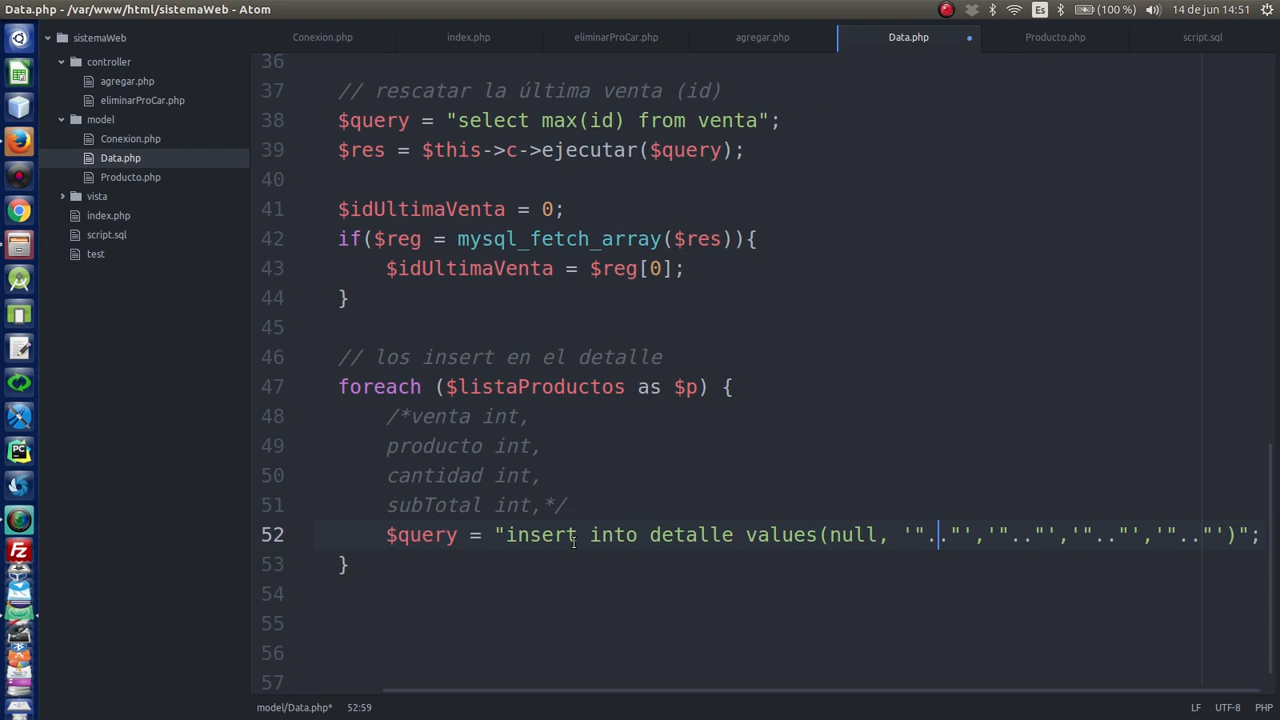 Data.php - /var/www/html/sistemaWeb - Atom
Es
(100 %)
14 de jun 14:51
sistemaWeb
controller
agregar.php
eliminarProCar.php
model
Conexion.php
Data.php
Producto.php
vista
index.php
script.sql
test
Conexion.php index.php eliminarProCar.php agregar.php Data.php Producto.php script.sql
36
37 // rescatar la última venta (id)
38 $query = "select max(id) from venta";
39 $res = $this->c->ejecutar($query);
40
41 $idUltimaVenta = 0;
42 if($reg = mysql_fetch_array($res)){
43 $idUltimaVenta = $reg[0];
44 }
45
46 // los insert en el detalle
47 foreach ($listaProductos as $p) {
48 /*venta int,
49 producto int,
50 cantidad int,
51 subTotal int,*/
52 $query = "insert into detalle values(null, '".."','".."','".."','".."')";
53 }
54
55
56
57
PC
FZ
model/Data.php* 52:59 LF UTF-8 PHP